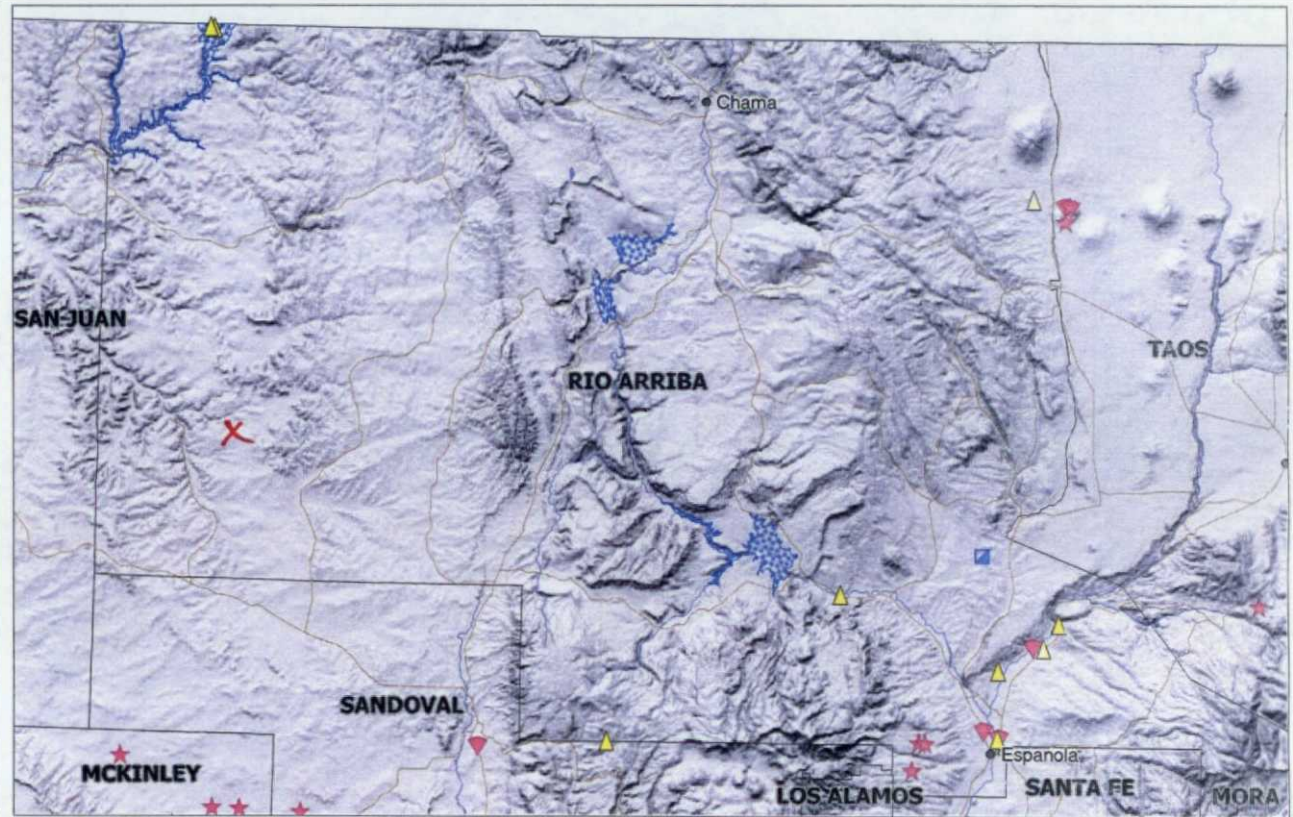 Chama
SAN JUAN
TAOS
RIO ARRIBA
SANDOVAL
Espanola
MCKINLEY
SANTA FE
LOS ALAMOS
MORA